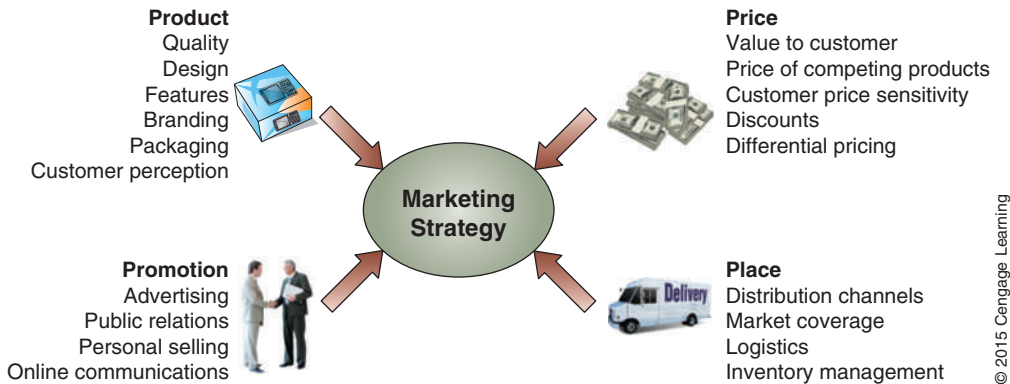 Product
Quality
Design
Features
Branding
Packaging
Customer perception
Price
Value to customer
Price of competing products
Customer price sensitivity
Discounts
Differential pricing
Marketing
Strategy
Promotion
Advertising
Public relations
Personal selling
Online communications
Delivery
Place
Distribution channels
Market coverage
Logistics
Inventory management
© 2015 Cengage Learning